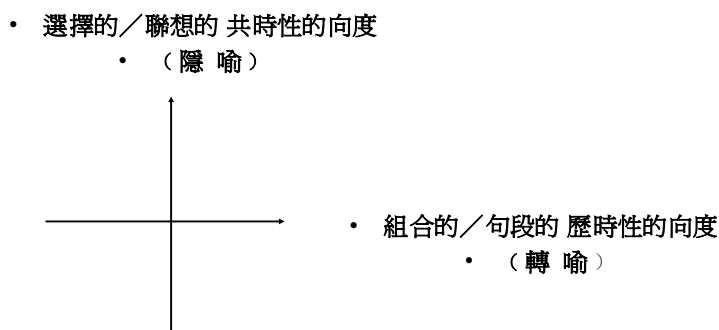 • 選擇的／聯想的 共時性的向度
• （隱 喻）
• 組合的／句段的 歷時性的向度
• （轉 喻）